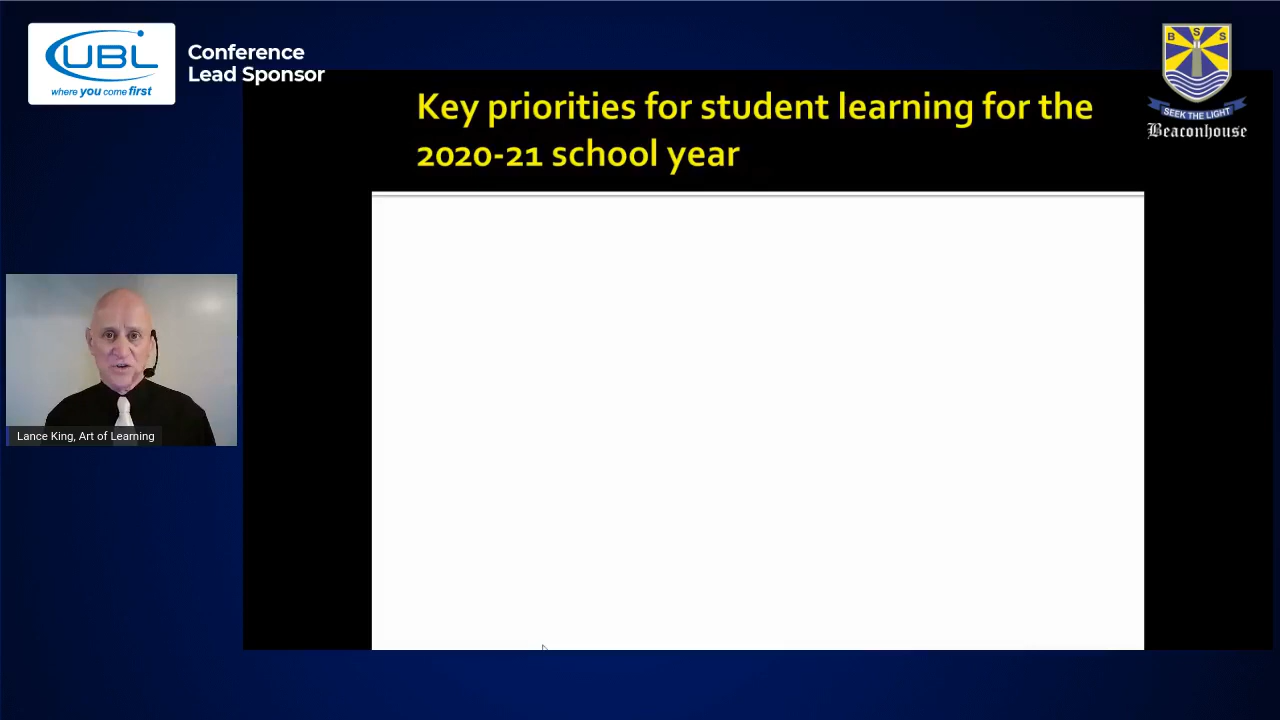 UBL
where you come first
Conference
Lead Sponsor
Key priorities for student learning for the
2020-21 school year
B S S
SEEK THE LIGHT
Beaconhouse
Lance King, Art of Learning